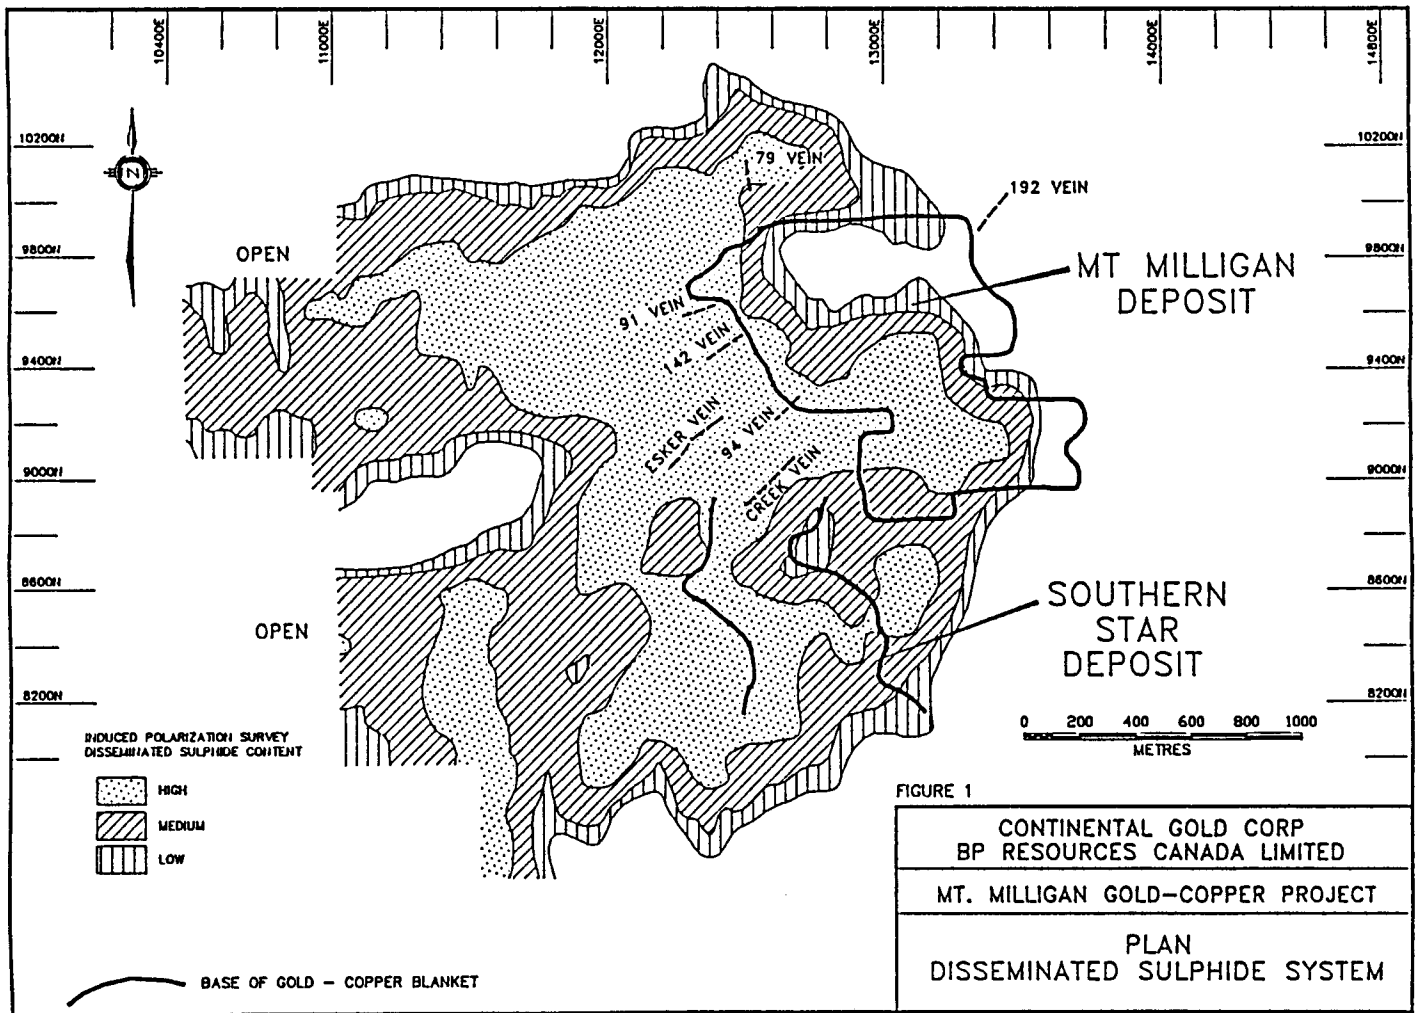 10400E
11000E
12000E
13000E
14000E
14800E
10200N
10200N
N
79 VEIN
192 VEIN
OPEN
9800N
9800N
MT MILLIGAN
DEPOSIT
91 VEIN
142 VEIN
9400N
9400N
ESKER VEIN
94 VEIN
CREEK VEIN
9000N
9000N
8600N
8600N
OPEN
SOUTHERN
STAR
DEPOSIT
8200N
8200N
INDUCED POLARIZATION SURVEY
DISSEMINATED SULPHIDE CONTENT
HIGH
MEDIUM
LOW
0 200 400 600 800 1000
METRES
FIGURE 1
CONTINENTAL GOLD CORP
BP RESOURCES CANADA LIMITED
MT. MILLIGAN GOLD-COPPER PROJECT
PLAN
DISSEMINATED SULPHIDE SYSTEM
BASE OF GOLD - COPPER BLANKET